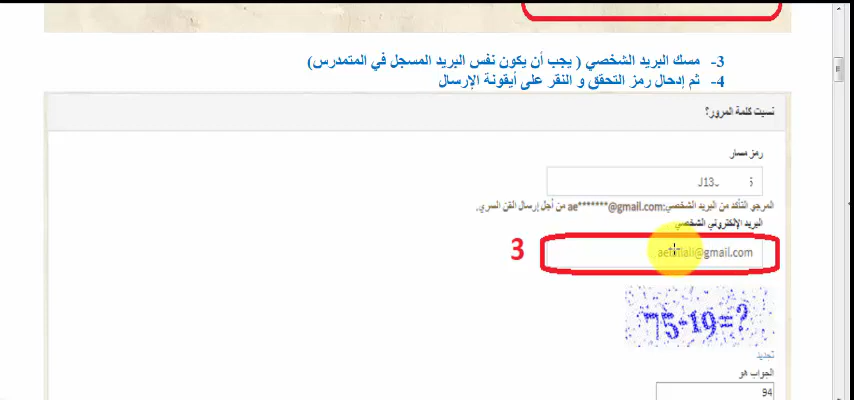 3- مسك البريد الشخصي ( يجب أن يكون نفس البريد المسجل في المتمدرس)
4- ثم إدخال رمز التحقق و النقر على أيقونة الإرسال
نسيت كلمة المرور؟
رمز مسار
J13
المرجو التأكد من البريد الشخصي:ae*******@gmail.com من أجل إرسال القن السري.
البريد الإلكتروني الشخصي
3
@gmail.com
75-19=?
تجديد
الجواب هو
94